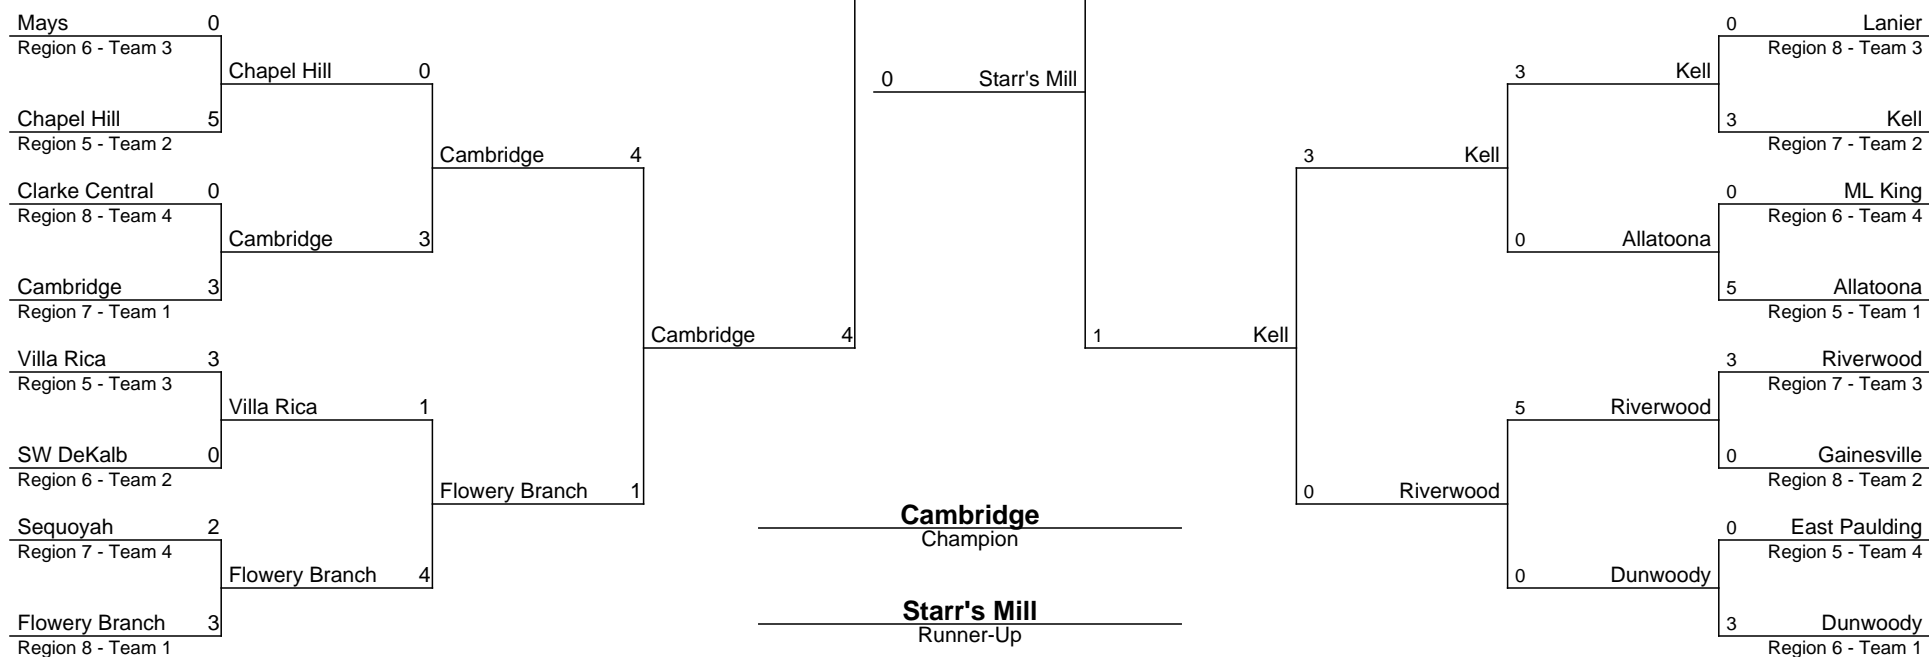 Mays 0
Region 6 - Team 3
Chapel Hill 0
Chapel Hill 5
Region 5 - Team 2
Cambridge 4
Clarke Central 0
Region 8 - Team 4
Cambridge 3
Cambridge 3
Region 7 - Team 1
Cambridge 4
Villa Rica 3
Region 5 - Team 3
Villa Rica 1
SW DeKalb 0
Region 6 - Team 2
Flowery Branch 1
Sequoyah 2
Region 7 - Team 4
Flowery Branch 4
Flowery Branch 3
Region 8 - Team 1
0 Starr's Mill
Cambridge
Champion
Starr's Mill
Runner-Up
0 Lanier
Region 8 - Team 3
3 Kell
3 Kell
Region 7 - Team 2
3 Kell
0 ML King
Region 6 - Team 4
0 Allatoona
5 Allatoona
Region 5 - Team 1
1 Kell
3 Riverwood
Region 7 - Team 3
5 Riverwood
0 Gainesville
Region 8 - Team 2
0 Riverwood
0 East Paulding
Region 5 - Team 4
0 Dunwoody
3 Dunwoody
Region 6 - Team 1